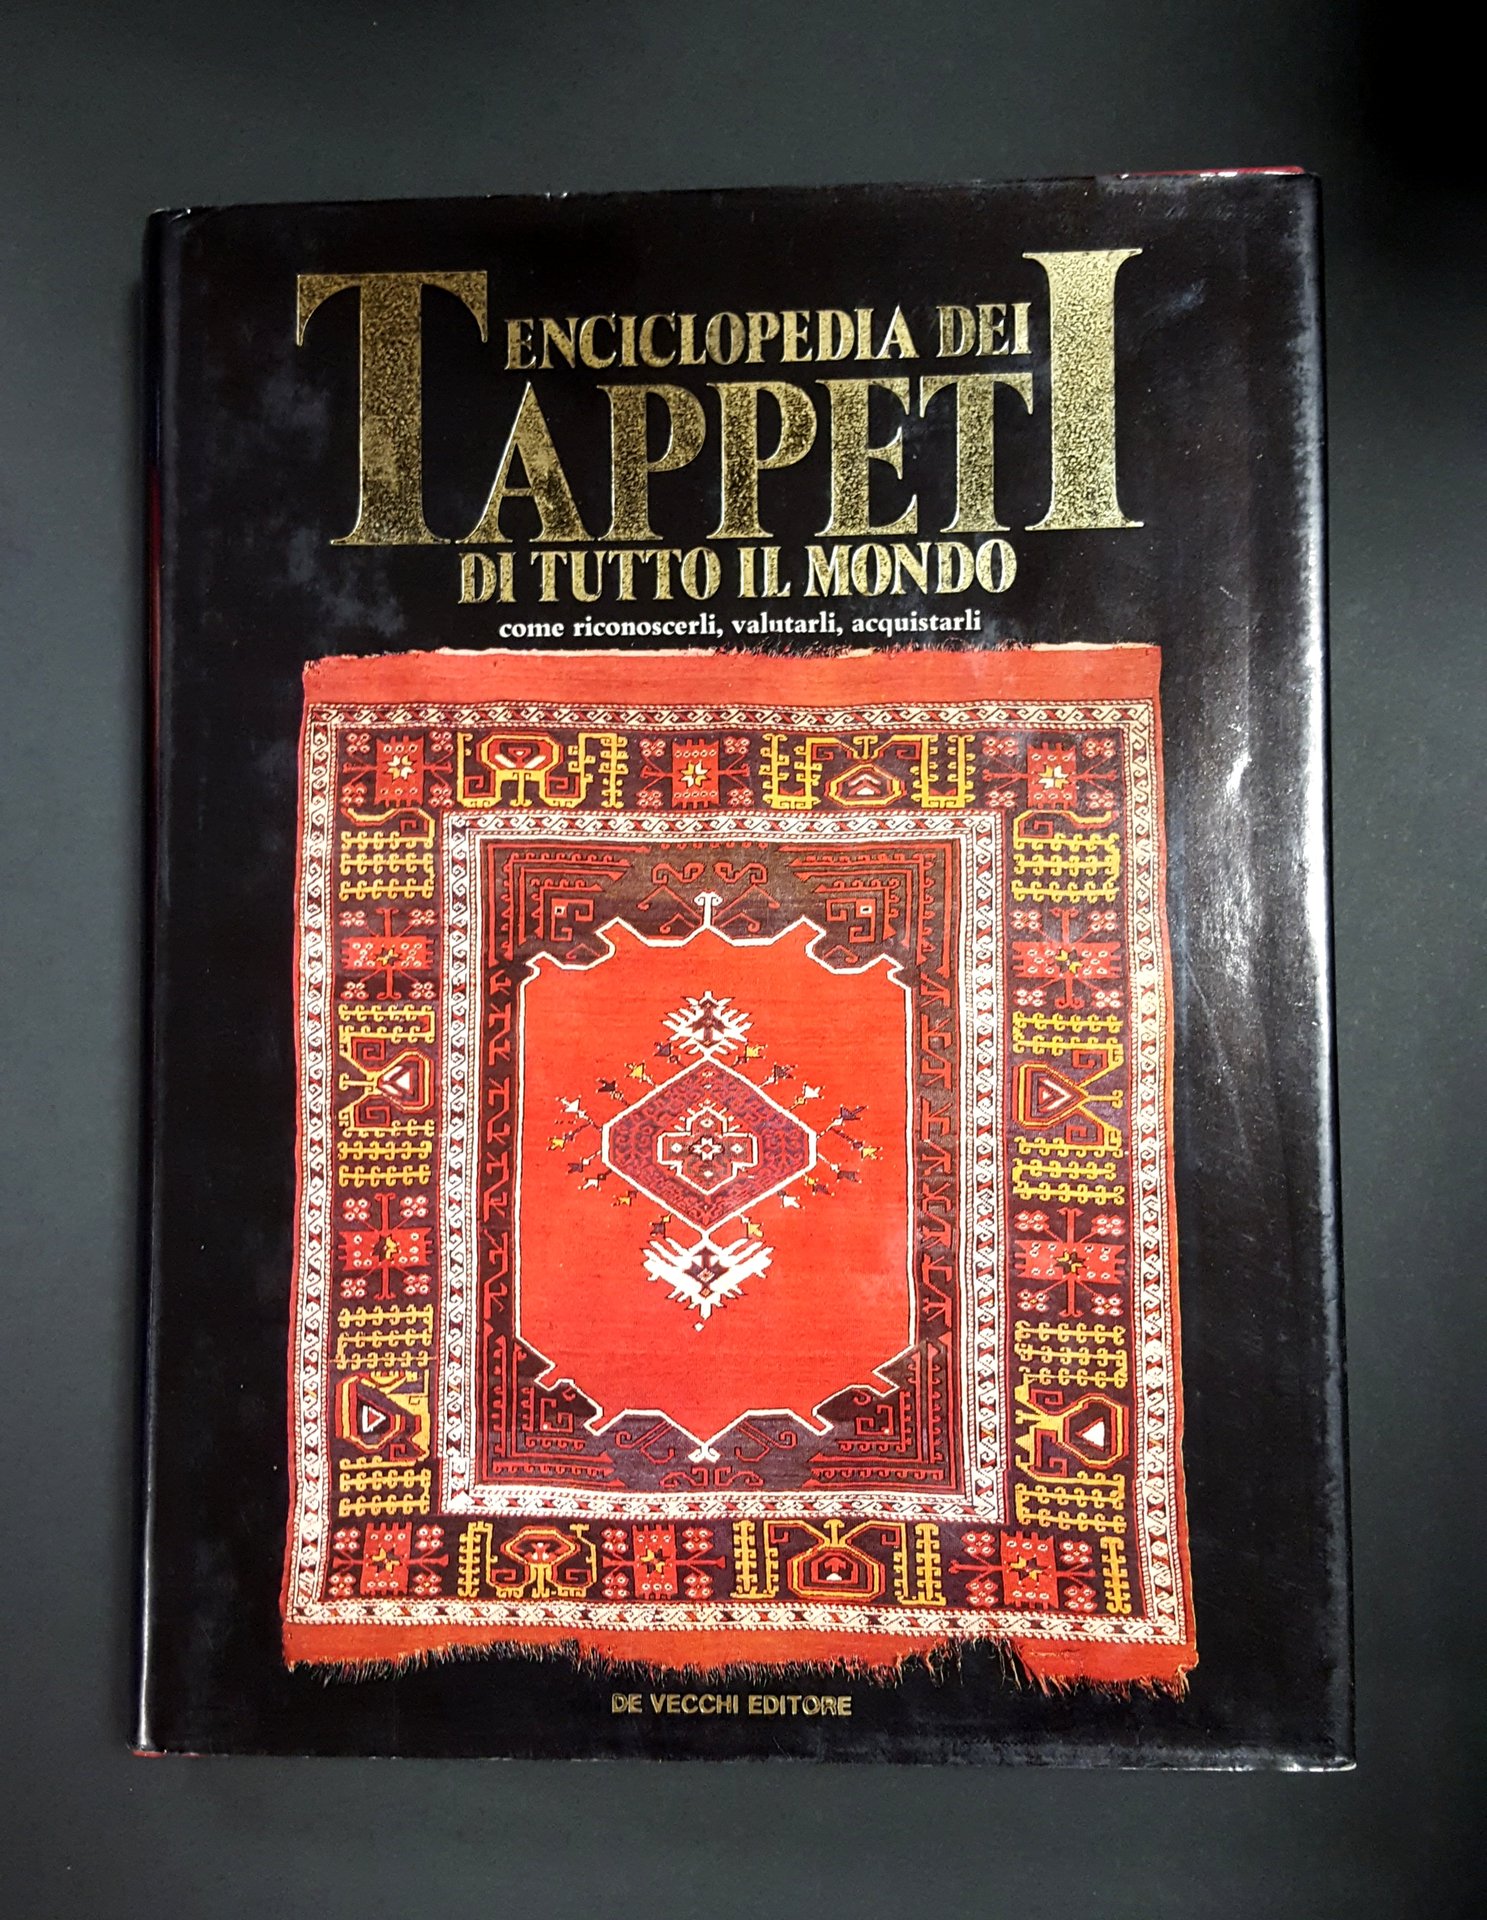 ENCICLOPEDIA DEI
TAPPETI
DI TUTTO IL MONDO
come riconoscerli, valutarli, acquistarli
DE VECCHI EDITORE